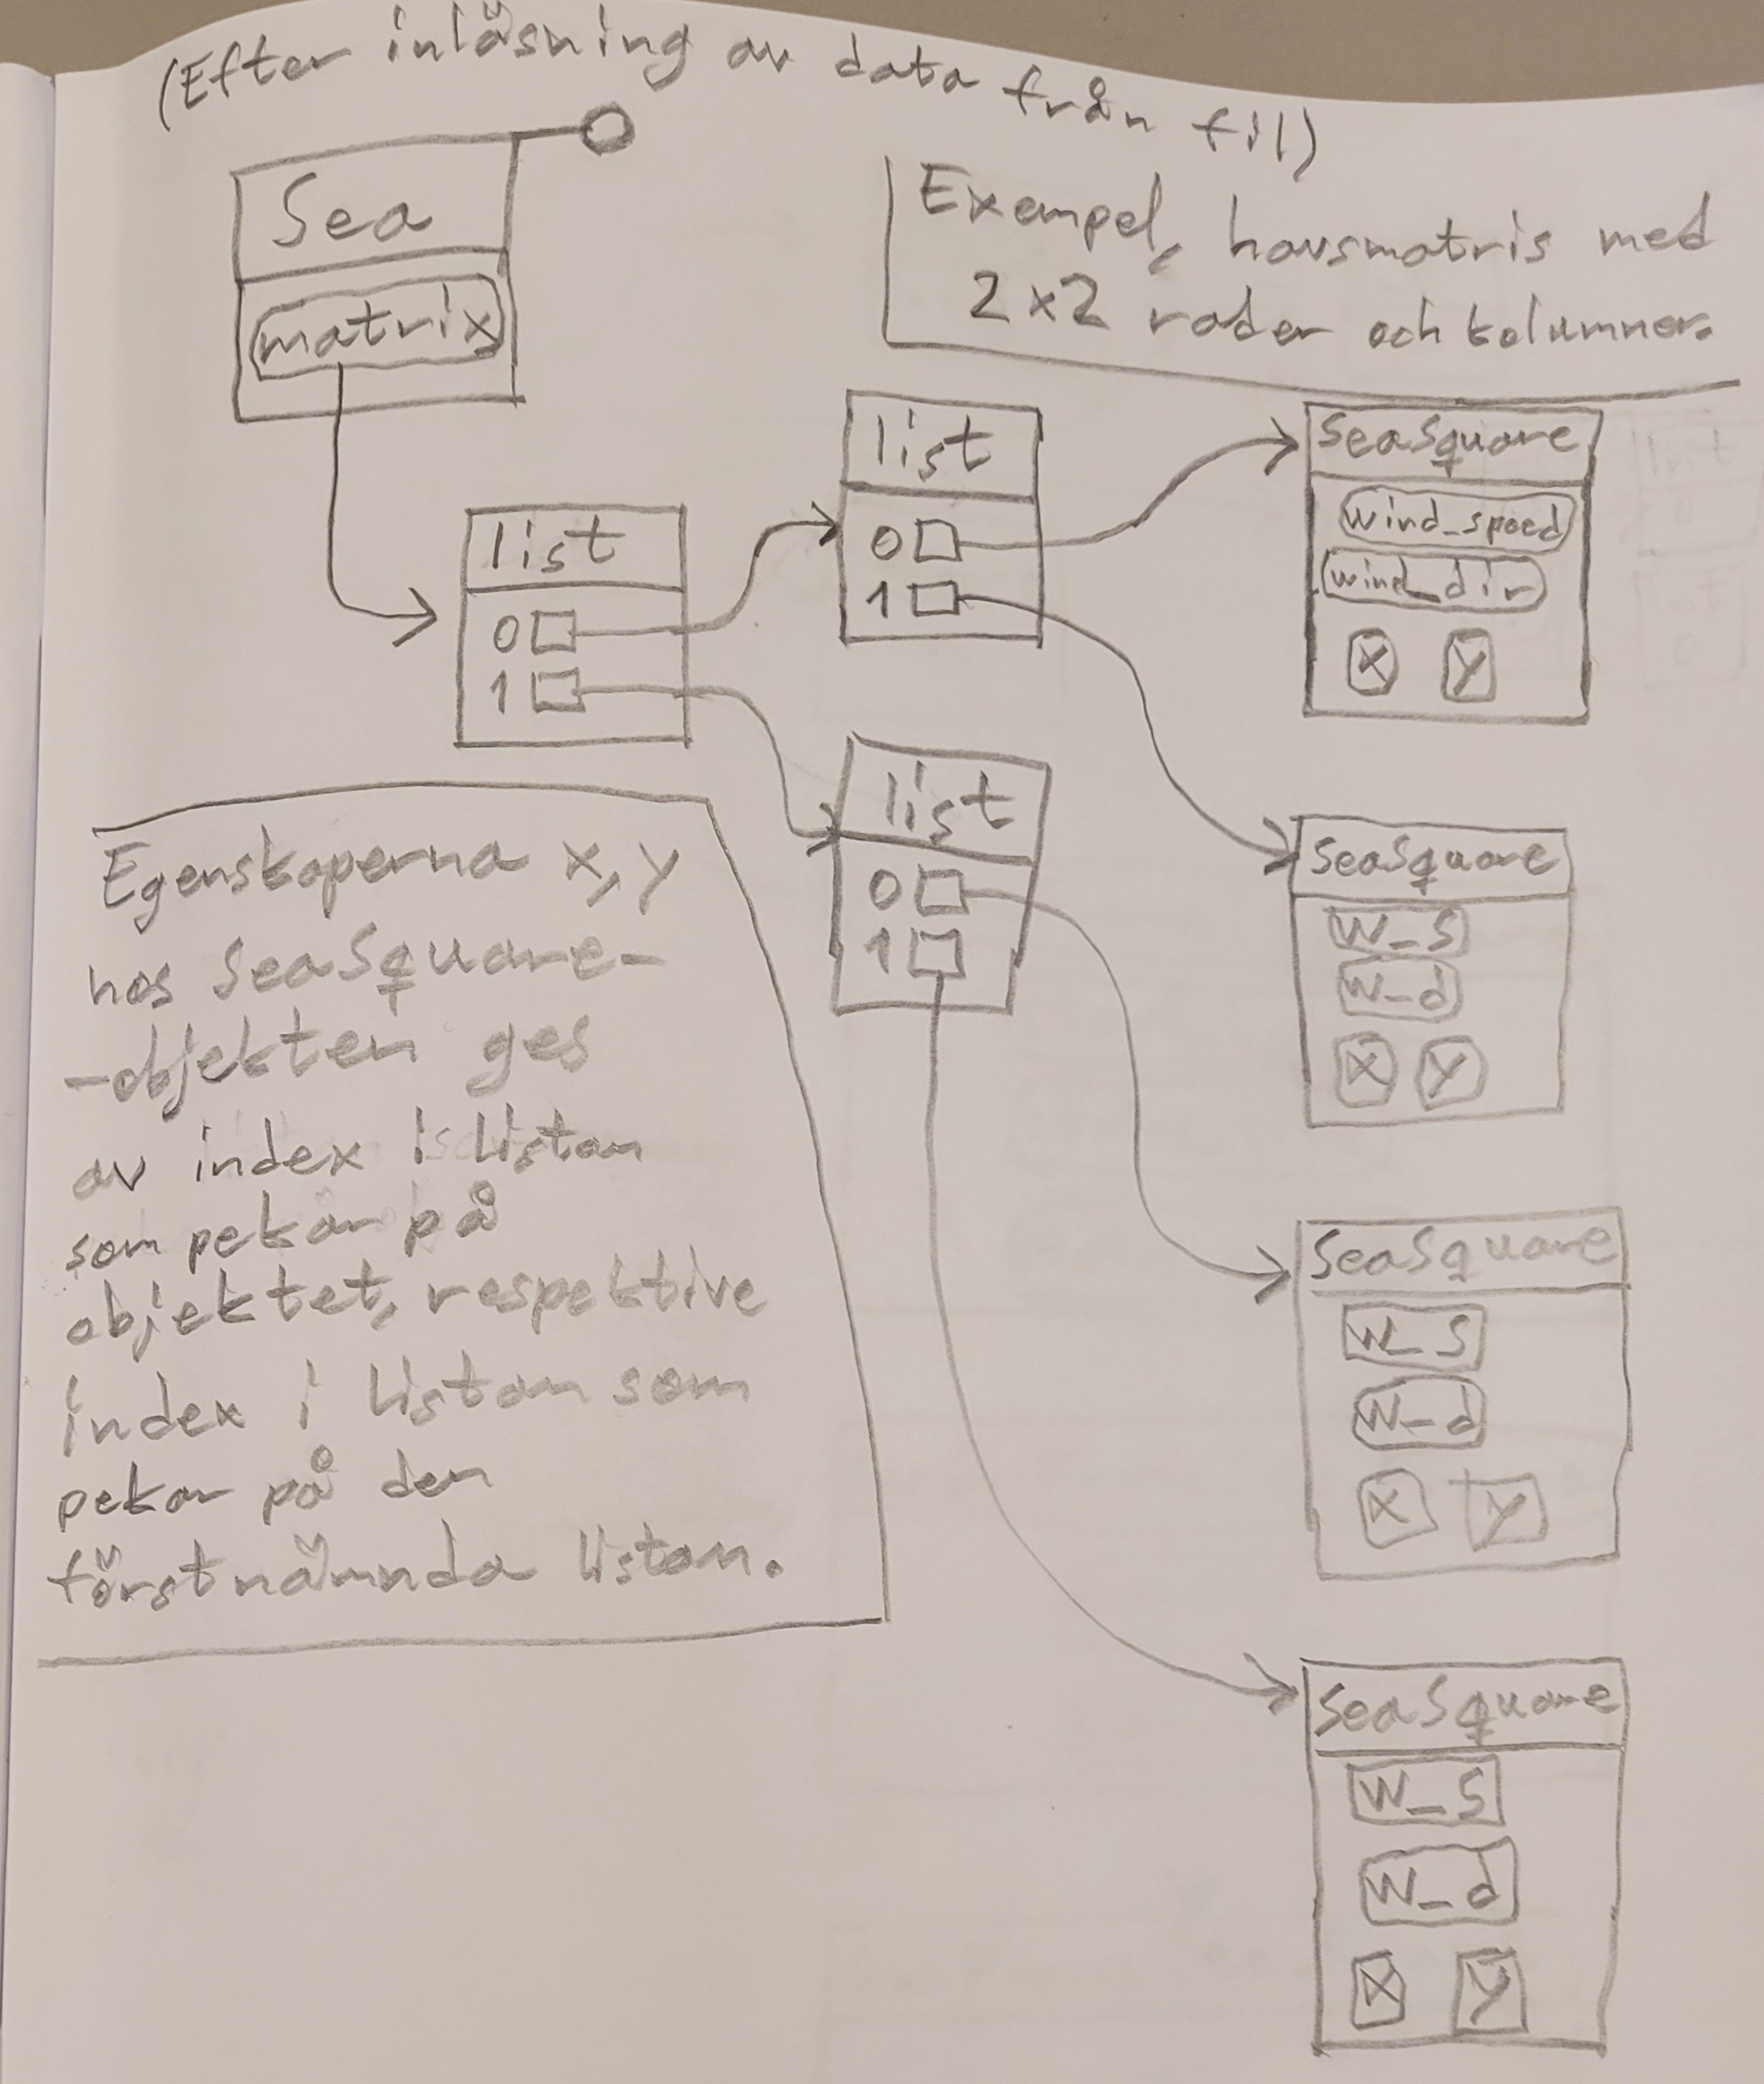 (Efter inläsning av data från fil)
Sea
matrix
Exempel, havsmatris med
2x2 rader och kolumner.
list
0
1
list
0
1
list
0
1
SeaSquare
wind_speed
wind_dir
x y
SeaSquare
w_s
w_d
x y
SeaSquare
w_s
w_d
x y
SeaSquare
w_s
w_d
x y
Egenskaperna x,y
hos SeaSquare-
-objekten ges
av index i listan
som pekar på
objektet, respektive
index i listan som
pekar på den
förstnämnda listan.